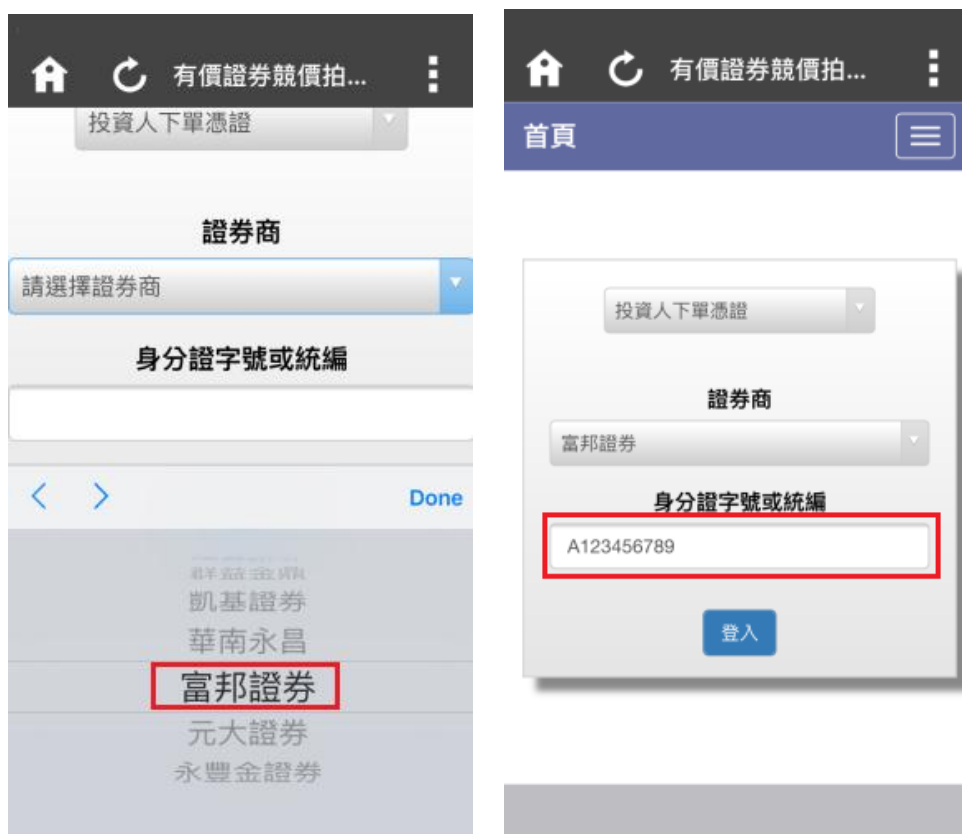 有價證券競價拍...
投資人下單憑證
證券商
請選擇證券商
身分證字號或統編
Done
群益金鼎
凱基證券
華南永昌
富邦證券
元大證券
永豐金證券
有價證券競價拍...
首頁
投資人下單憑證
證券商
富邦證券
身分證字號或統編
A123456789
登入